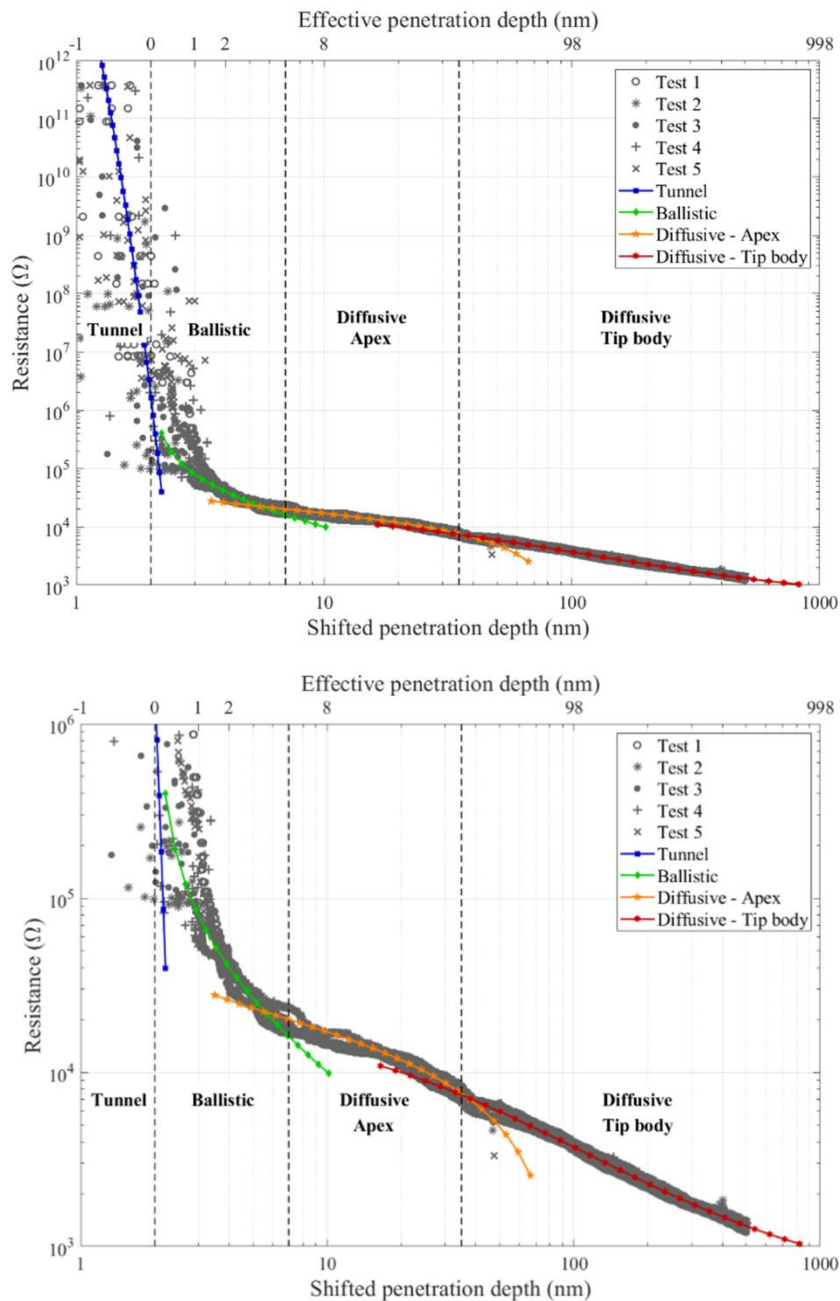 Effective penetration depth (nm)
-1 0 1 2 8 98 998
10^12
10^11
10^10
10^9
10^8
10^7
10^6
10^5
10^4
10^3
Resistance (Ω)
Test 1
Test 2
Test 3
Test 4
Test 5
Tunnel
Ballistic
Diffusive - Apex
Diffusive - Tip body
Tunnel
Ballistic
Diffusive
Apex
Diffusive
Tip body
1 10 100 1000
Shifted penetration depth (nm)
Effective penetration depth (nm)
-1 0 1 2 8 98 998
10^6
10^5
10^4
10^3
Resistance (Ω)
Test 1
Test 2
Test 3
Test 4
Test 5
Tunnel
Ballistic
Diffusive - Apex
Diffusive - Tip body
Tunnel
Ballistic
Diffusive
Apex
Diffusive
Tip body
1 10 100 1000
Shifted penetration depth (nm)